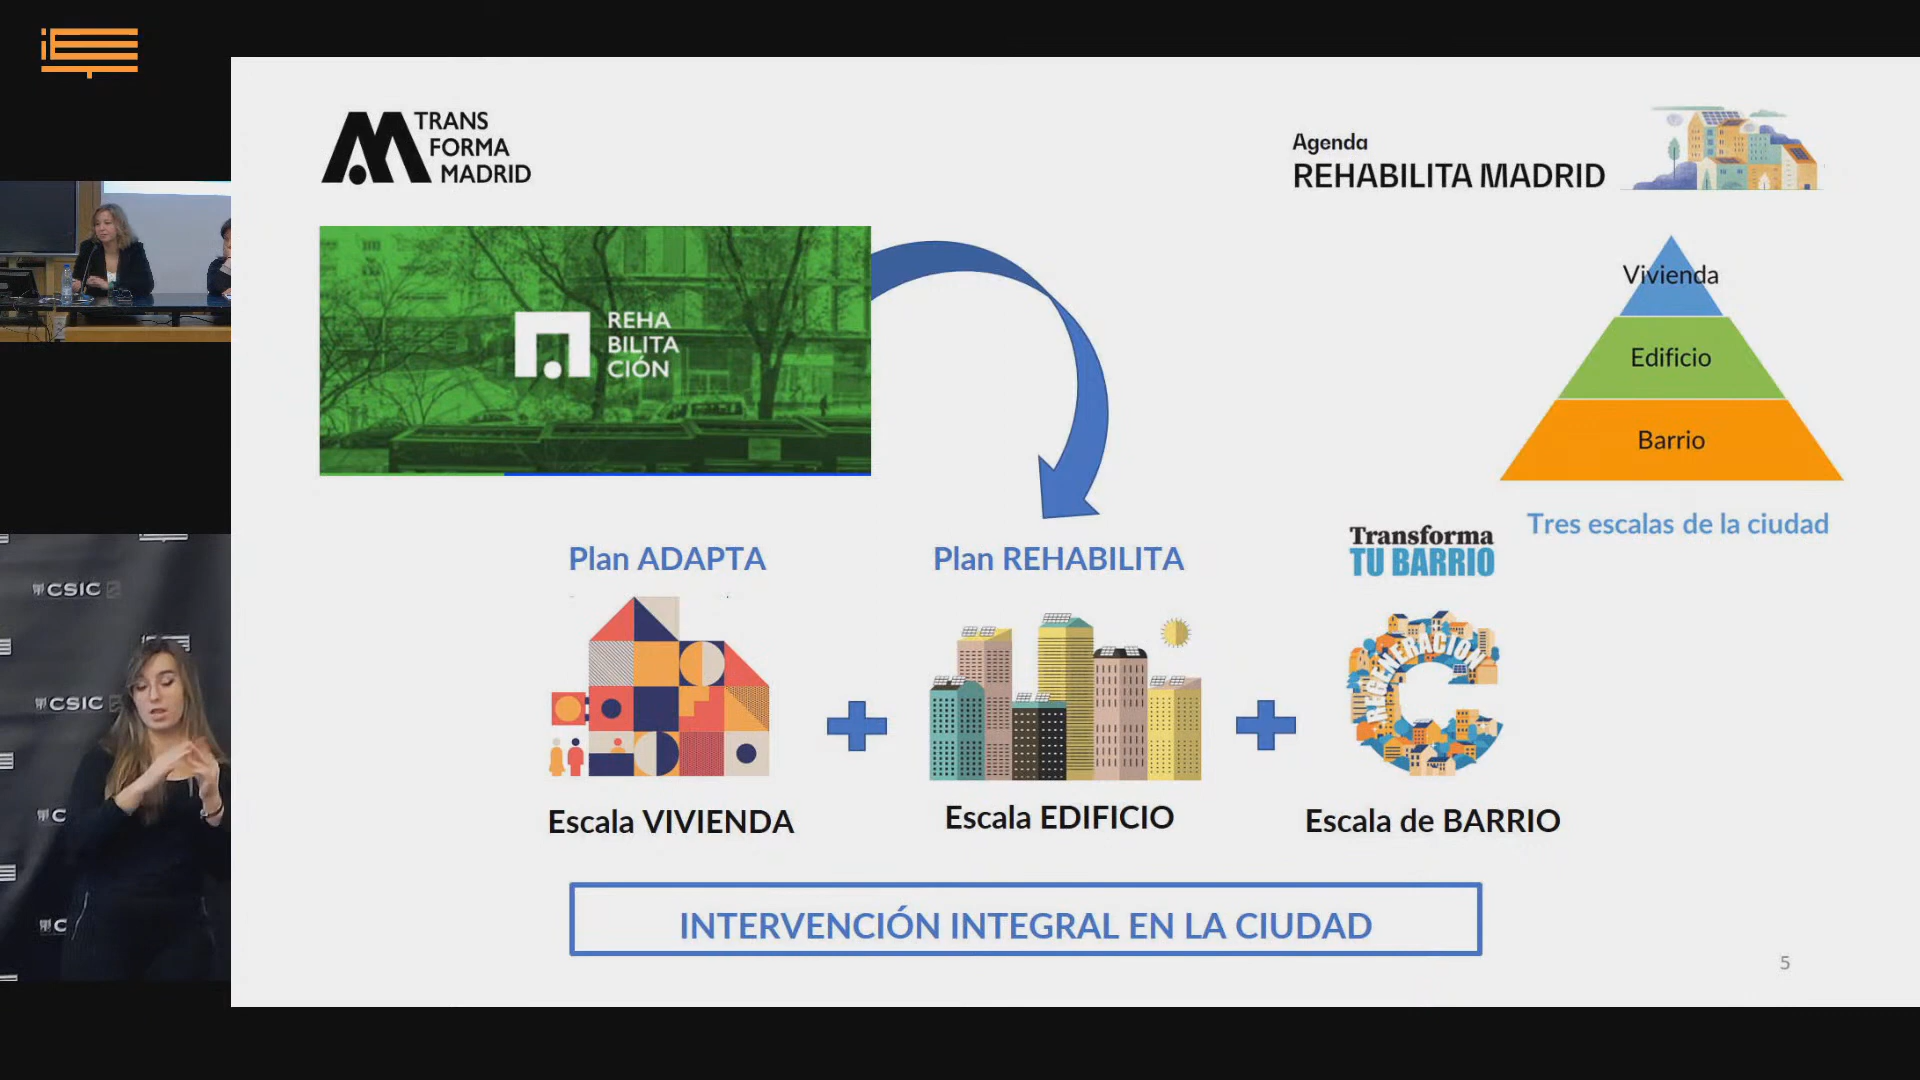 TRANS
FORMA
MADRID
Agenda
REHABILITA MADRID
REHA
BILITA
CIÓN
Vivienda
Edificio
Barrio
Tres escalas de la ciudad
Plan ADAPTA
Plan REHABILITA
Transforma
TU BARRIO
REGENERACIÓN
Escala VIVIENDA
Escala EDIFICIO
Escala de BARRIO
INTERVENCIÓN INTEGRAL EN LA CIUDAD
5
CSIC
CSIC
C
C
C